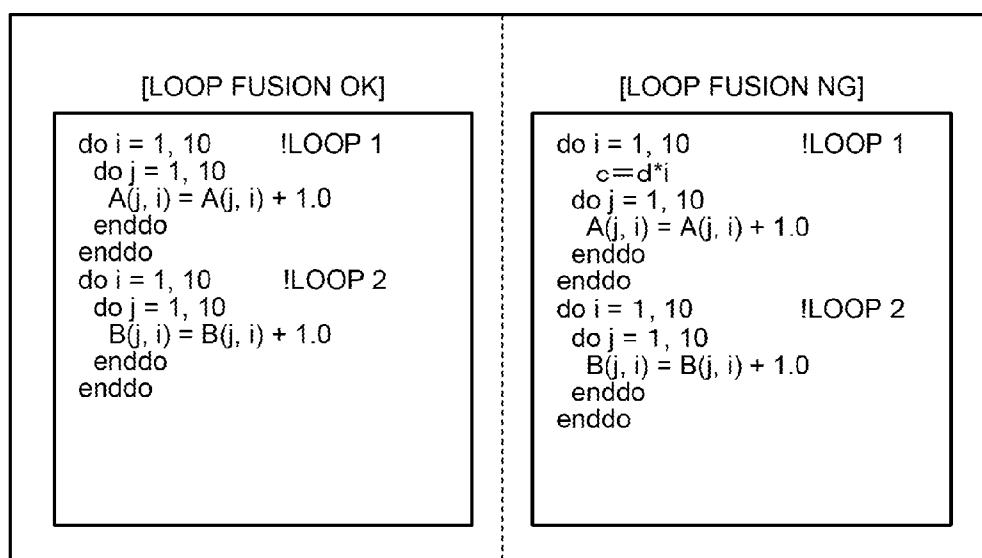 [LOOP FUSION OK]
do i = 1, 10 !LOOP 1
do j = 1, 10
A(j, i) = A(j, i) + 1.0
enddo
enddo
do i = 1, 10 !LOOP 2
do j = 1, 10
B(j, i) = B(j, i) + 1.0
enddo
enddo
[LOOP FUSION NG]
do i = 1, 10 !LOOP 1
c=d*i
do j = 1, 10
A(j, i) = A(j, i) + 1.0
enddo
enddo
do i = 1, 10 !LOOP 2
do j = 1, 10
B(j, i) = B(j, i) + 1.0
enddo
enddo